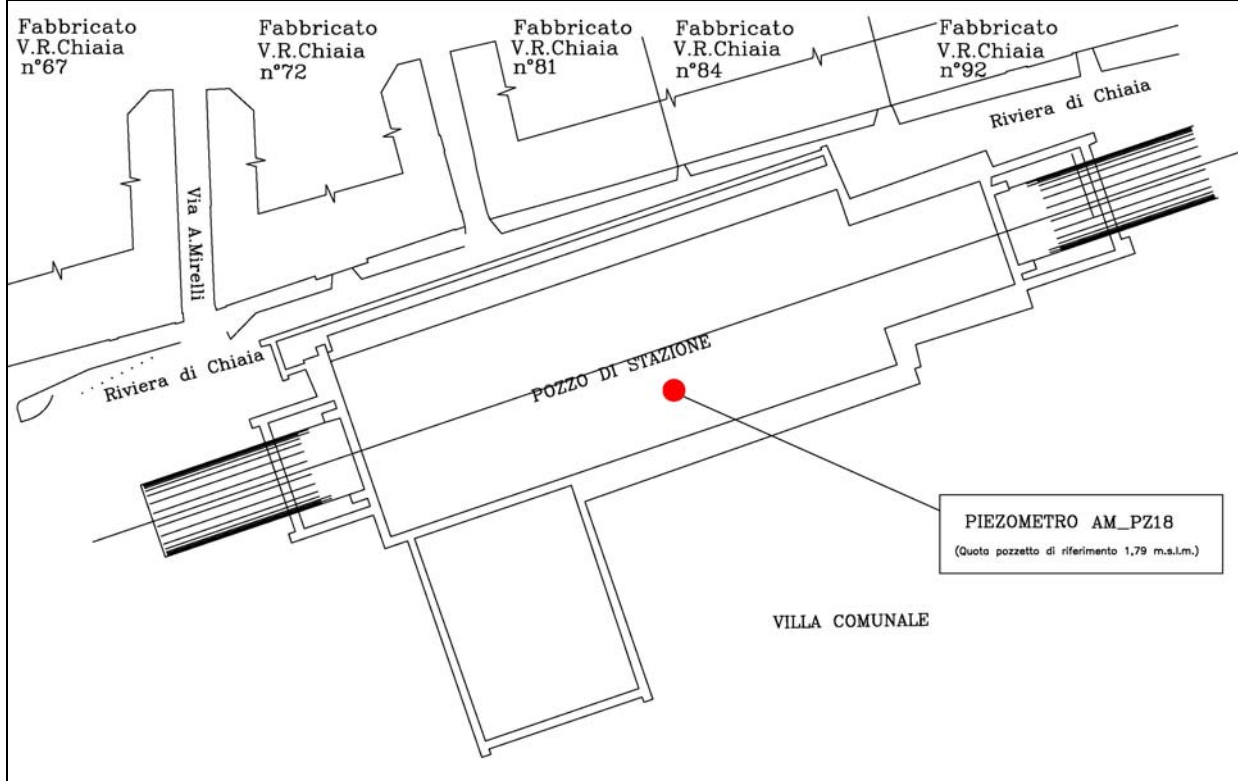 Fabbricato
V.R.Chiaia
n°67
Fabbricato
V.R.Chiaia
n°72
Fabbricato
V.R.Chiaia
n°81
Fabbricato
V.R.Chiaia
n°84
Fabbricato
V.R.Chiaia
n°92
Riviera di Chiaia
Via A.Mirelli
Riviera di Chiaia
POZZO DI STAZIONE
PIEZOMETRO AM_PZ18
(Quota pozzetto di riferimento 1,79 m.s.l.m.)
VILLA COMUNALE